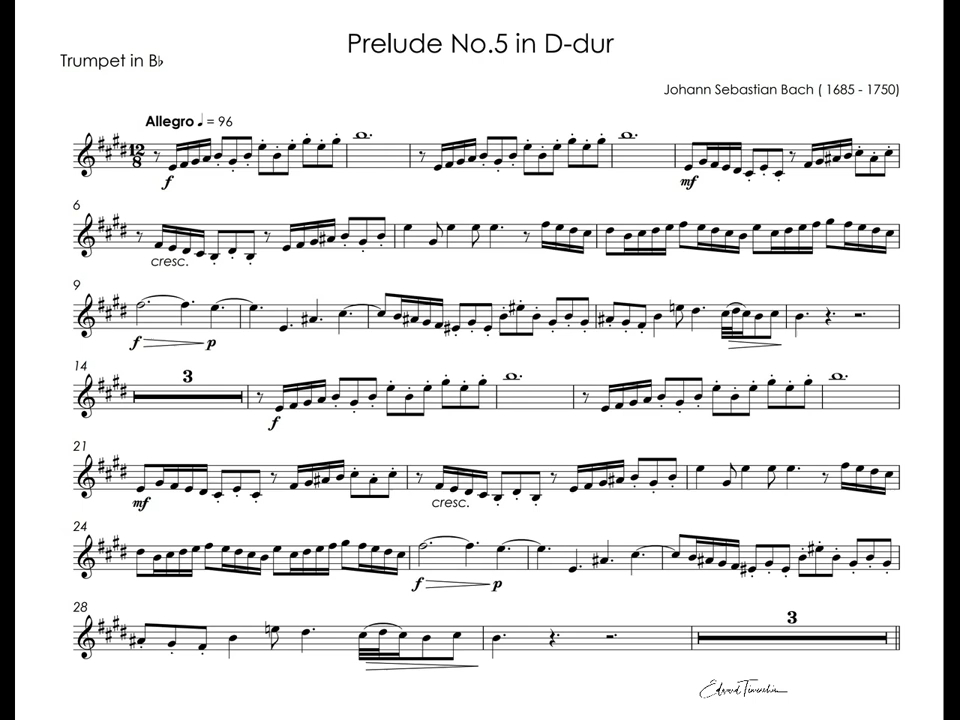 Prelude No.5 in D-dur
Trumpet in B♭
Johann Sebastian Bach ( 1685 - 1750)
Allegro ♩ = 96
12
8
f
mf
6
cresc.
9
f p
14
3
f
21
mf
cresc.
24
f p
28
3